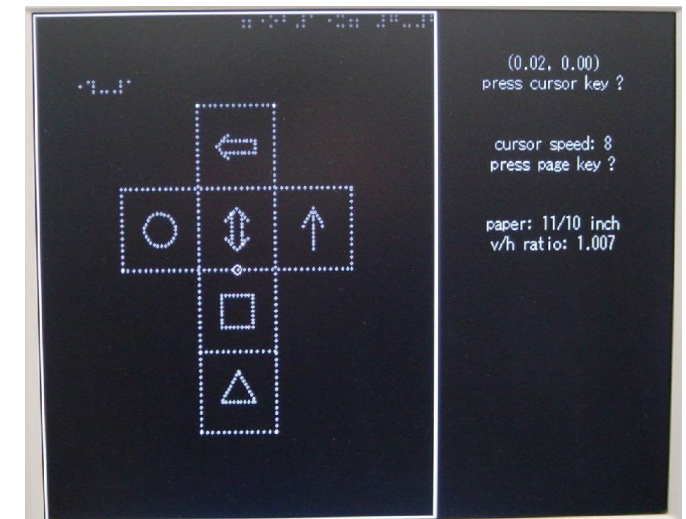 (0.02, 0.00)
press cursor key ?
cursor speed: 8
press page key ?
paper: 11/10 inch
v/h ratio: 1.007